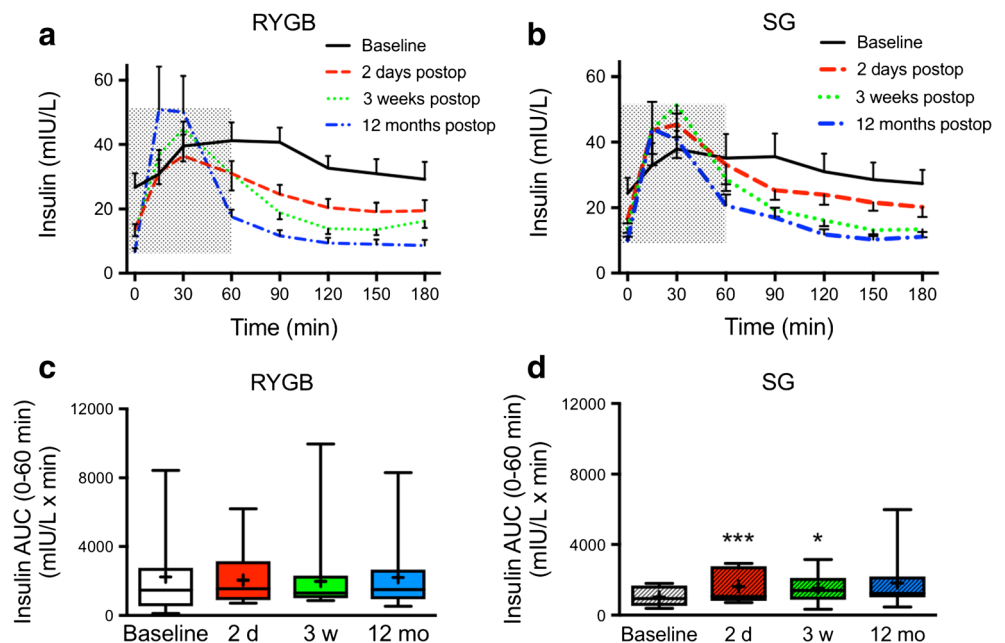 a
RYGB
Baseline
2 days postop
3 weeks postop
12 months postop
Insulin (mIU/L)
60
40
20
0
0 30 60 90 120 150 180
Time (min)
b
SG
Baseline
2 days postop
3 weeks postop
12 months postop
Insulin (mIU/L)
60
40
20
0
0 30 60 90 120 150 180
Time (min)
c
RYGB
Insulin AUC (0-60 min)
(mIU/L x min)
12000
8000
4000
0
Baseline 2 d 3 w 12 mo
d
SG
Insulin AUC (0-60 min)
(mIU/L x min)
12000
8000
4000
0
*** *
Baseline 2 d 3 w 12 mo